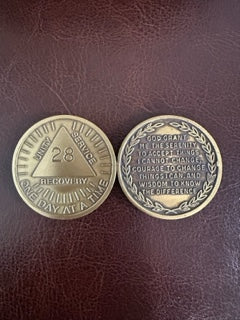 UNITY
SERVICE
28
RECOVERY
ONE DAY AT A TIME
GOD GRANT
ME THE SERENITY
TO ACCEPT THINGS
I CANNOT CHANGE,
COURAGE TO CHANGE
THINGS I CAN, AND
WISDOM TO KNOW
THE DIFFERENCE